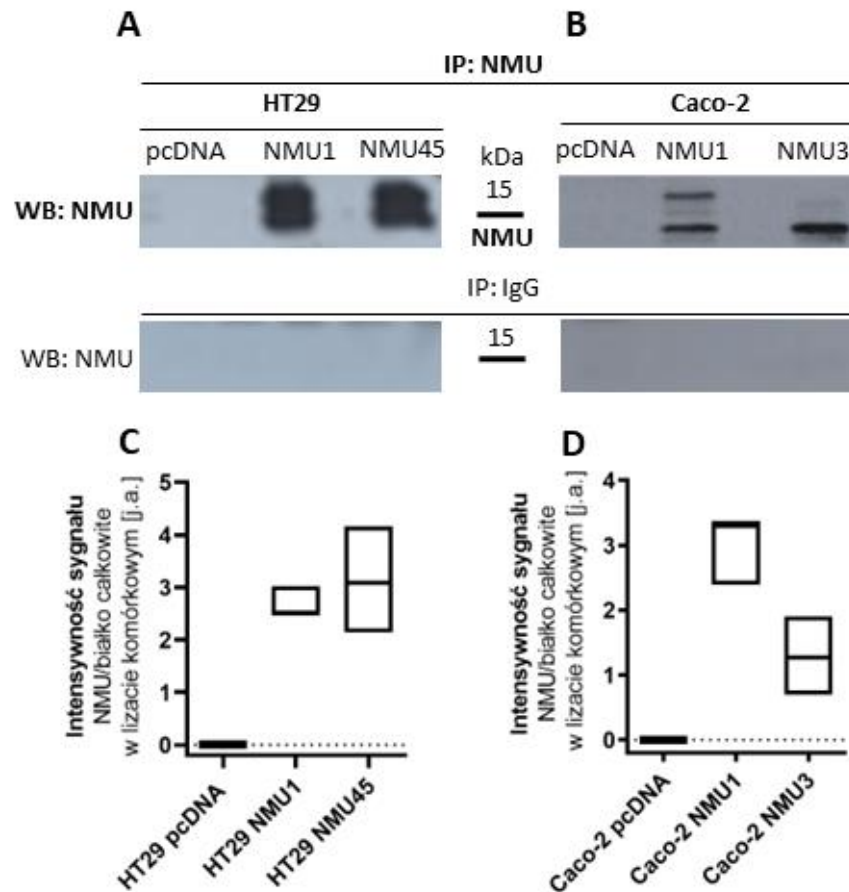 A B
IP: NMU
HT29 Caco-2
pcDNA NMU1 NMU45 kDa pcDNA NMU1 NMU3
WB: NMU 15
NMU
IP: IgG
WB: NMU 15
C D
Intensywność sygnału
NMU/białko całkowite
w lizacie komórkowym [j.a.]
5
4
3
2
1
0
HT29 pcDNA
HT29 NMU1
HT29 NMU45
Intensywność sygnału
NMU/białko całkowite
w lizacie komórkowym [j.a.]
4
3
2
1
0
Caco-2 pcDNA
Caco-2 NMU1
Caco-2 NMU3